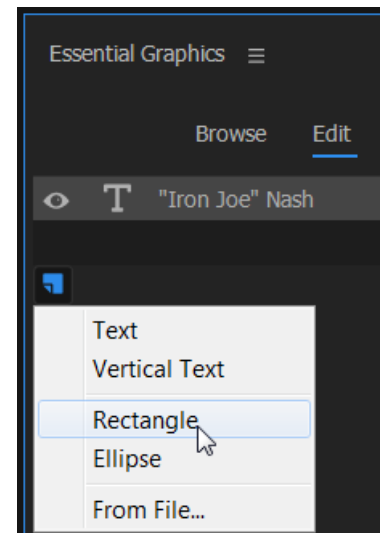 Essential Graphics
Browse Edit
T "Iron Joe" Nash
Text
Vertical Text
Rectangle
Ellipse
From File...